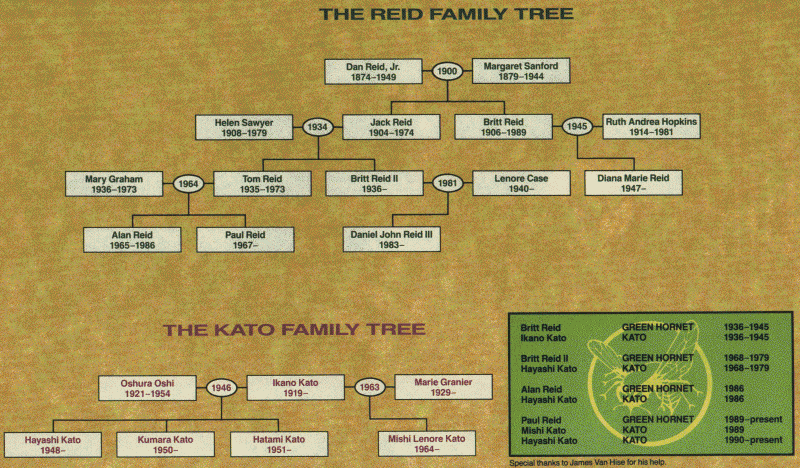 THE REID FAMILY TREE
Dan Reid, Jr.
1874–1949
1900
Margaret Sanford
1879–1944
Helen Sawyer
1908–1979
1934
Jack Reid
1904–1974
Britt Reid
1906–1989
1945
Ruth Andrea Hopkins
1914–1981
Mary Graham
1936–1973
1964
Tom Reid
1935–1973
Britt Reid II
1936–
1981
Lenore Case
1940–
Diana Marie Reid
1947–
Alan Reid
1965–1986
Paul Reid
1967–
Daniel John Reid III
1983–
THE KATO FAMILY TREE
Oshura Oshi
1921–1954
1946
Ikano Kato
1919–
1963
Marie Granier
1929–
Hayashi Kato
1948–
Kumara Kato
1950–
Hatami Kato
1951–
Mishi Lenore Kato
1964–
Britt Reid GREEN HORNET 1936–1945
Ikano Kato KATO 1936–1945
Britt Reid II GREEN HORNET 1968–1979
Hayashi Kato KATO 1968–1979
Alan Reid GREEN HORNET 1986
Hayashi Kato KATO 1986
Paul Reid GREEN HORNET 1989–present
Mishi Kato KATO 1989
Hayashi Kato KATO 1990–present
Special thanks to James Van Hise for his help.